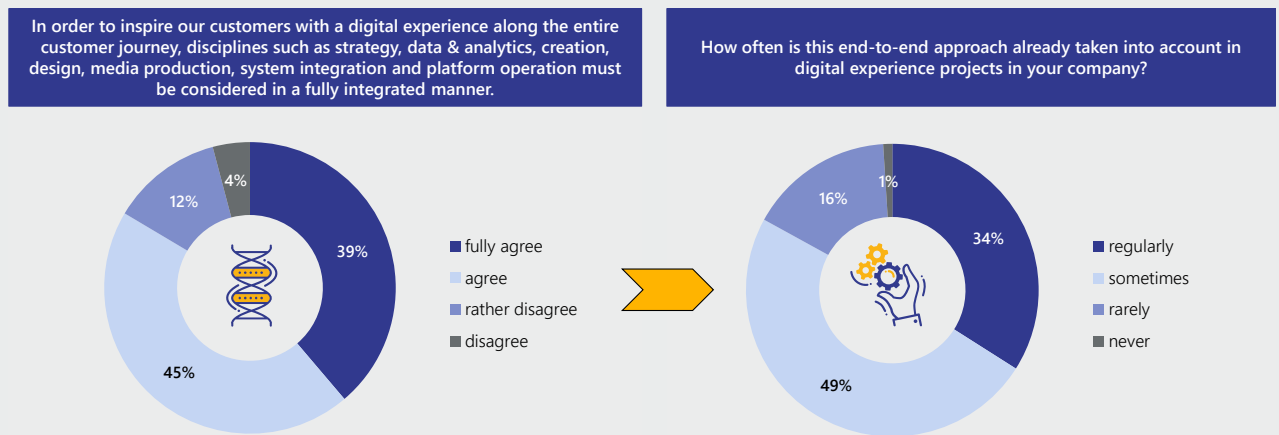 In order to inspire our customers with a digital experience along the entire
customer journey, disciplines such as strategy, data & analytics, creation,
design, media production, system integration and platform operation must
be considered in a fully integrated manner.
4%
12%
39%
45%
fully agree
agree
rather disagree
disagree
How often is this end-to-end approach already taken into account in
digital experience projects in your company?
1%
16%
34%
49%
regularly
sometimes
rarely
never